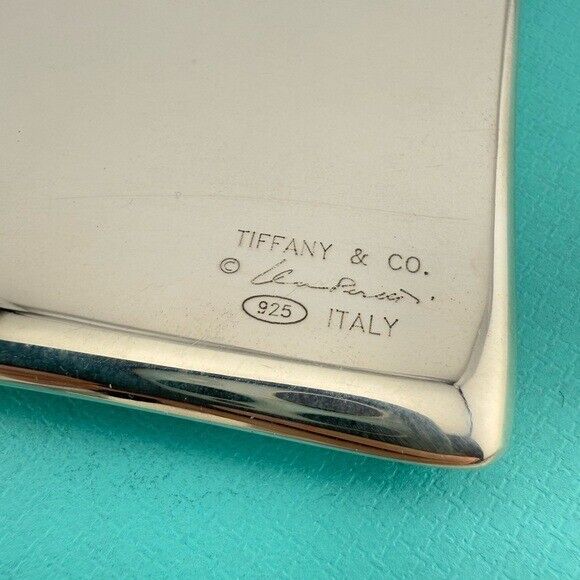 TIFFANY & CO.
© Elsa Peretti
925 ITALY